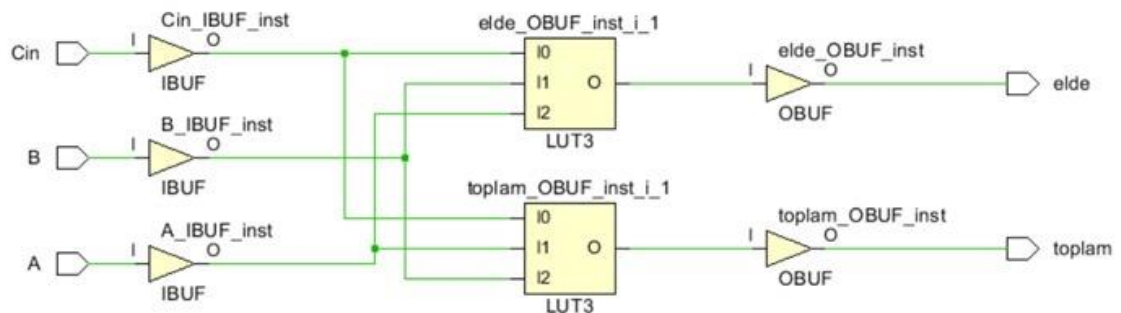 Cin
I
Cin_IBUF_inst
O
IBUF
B
I
B_IBUF_inst
O
IBUF
A
I
A_IBUF_inst
O
IBUF
elde_OBUF_inst_i_1
I0
I1
I2
O
LUT3
toplam_OBUF_inst_i_1
I0
I1
I2
O
LUT3
elde_OBUF_inst
I
O
OBUF
elde
toplam_OBUF_inst
I
O
OBUF
toplam